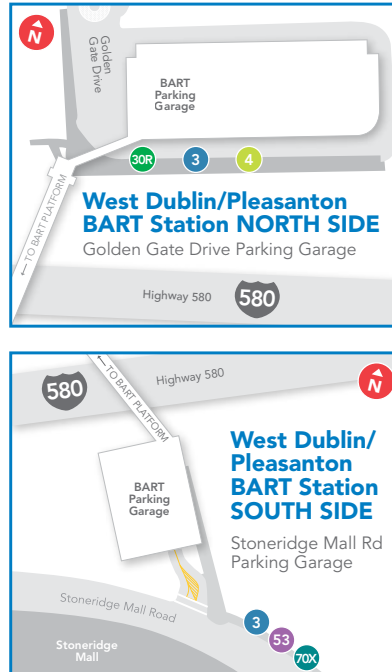 N
Golden
Gate Drive
BART
Parking
Garage
30R
3
4
← TO BART PLATFORM
West Dublin/Pleasanton
BART Station NORTH SIDE
Golden Gate Drive Parking Garage
Highway 580
580
← TO BART PLATFORM
580
Highway 580
N
BART
Parking
Garage
West Dublin/
Pleasanton
BART Station
SOUTH SIDE
Stoneridge Mall Rd
Parking Garage
Stoneridge Mall Road
Stoneridge
Mall
3
53
70X